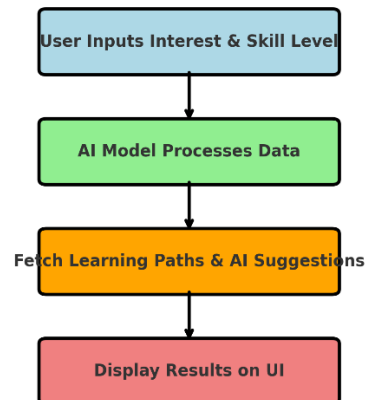 User Inputs Interest & Skill Level
AI Model Processes Data
Fetch Learning Paths & AI Suggestions
Display Results on UI